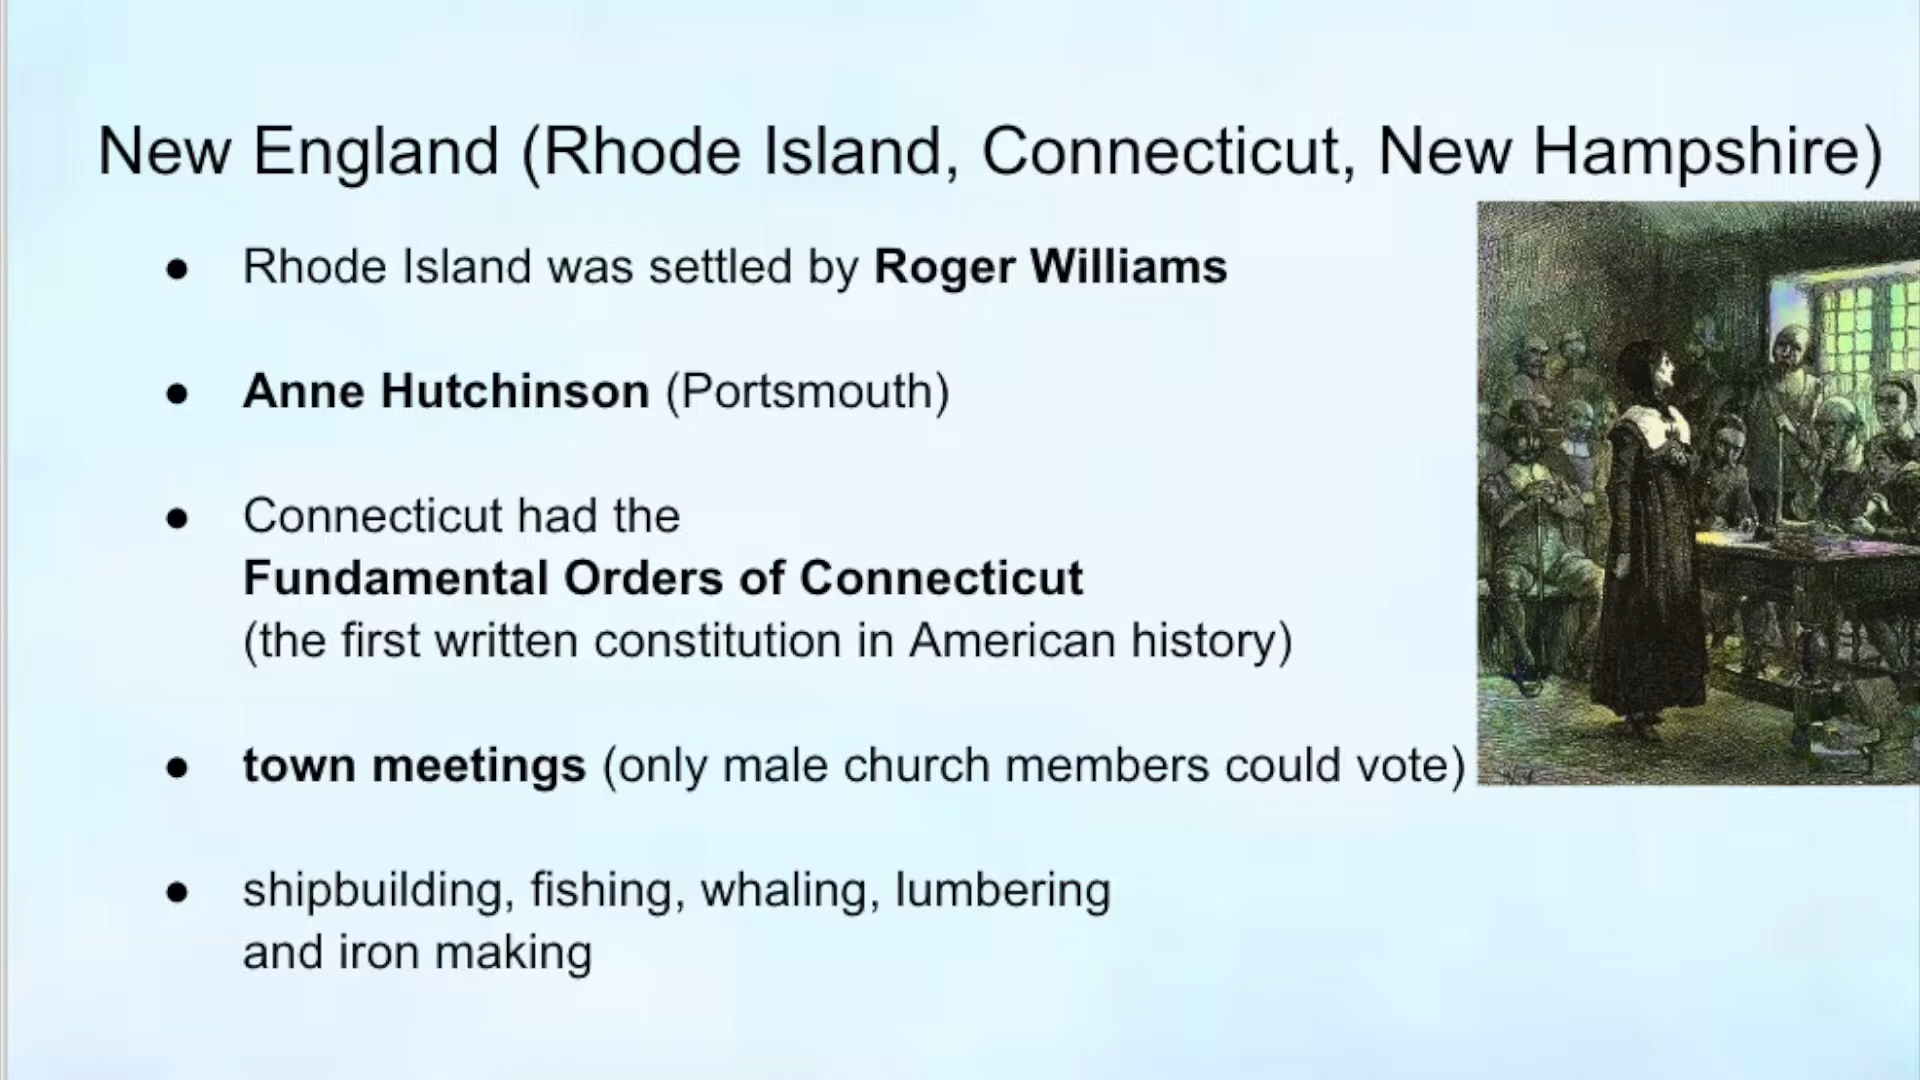 New England (Rhode Island, Connecticut, New Hampshire)
● Rhode Island was settled by Roger Williams
● Anne Hutchinson (Portsmouth)
● Connecticut had the
Fundamental Orders of Connecticut
(the first written constitution in American history)
● town meetings (only male church members could vote)
● shipbuilding, fishing, whaling, lumbering
and iron making